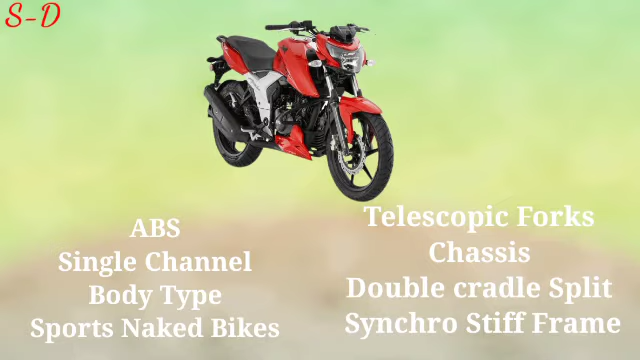 S-D
ABS
Single Channel
Body Type
Sports Naked Bikes
Telescopic Forks
Chassis
Double cradle Split
Synchro Stiff Frame